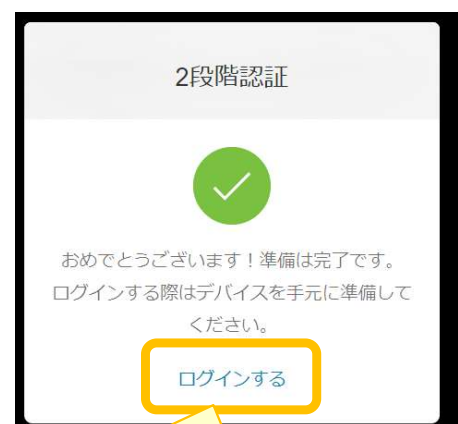 2段階認証
おめでとうございます！準備は完了です。
ログインする際はデバイスを手元に準備して
ください。
ログインする